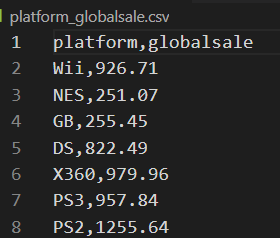 platform_globalsale.csv
1 platform,globalsale
2 Wii,926.71
3 NES,251.07
4 GB,255.45
5 DS,822.49
6 X360,979.96
7 PS3,957.84
8 PS2,1255.64